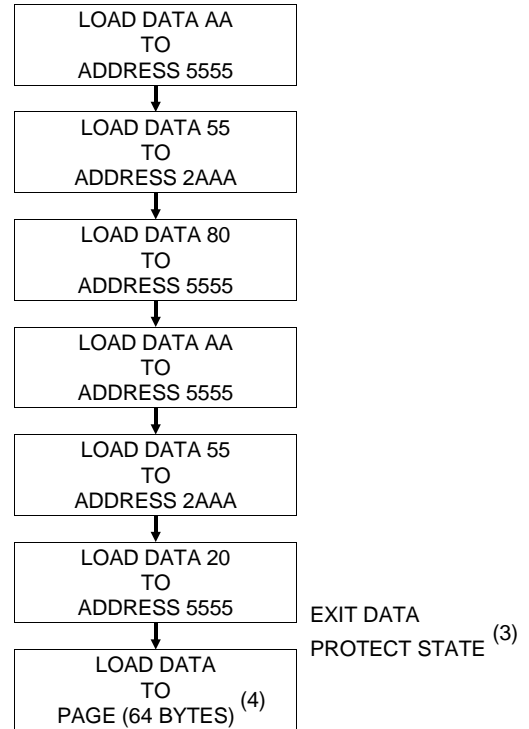 LOAD DATA AA
TO
ADDRESS 5555
LOAD DATA 55
TO
ADDRESS 2AAA
LOAD DATA 80
TO
ADDRESS 5555
LOAD DATA AA
TO
ADDRESS 5555
LOAD DATA 55
TO
ADDRESS 2AAA
LOAD DATA 20
TO
ADDRESS 5555
EXIT DATA
PROTECT STATE (3)
LOAD DATA
TO
PAGE (64 BYTES) (4)